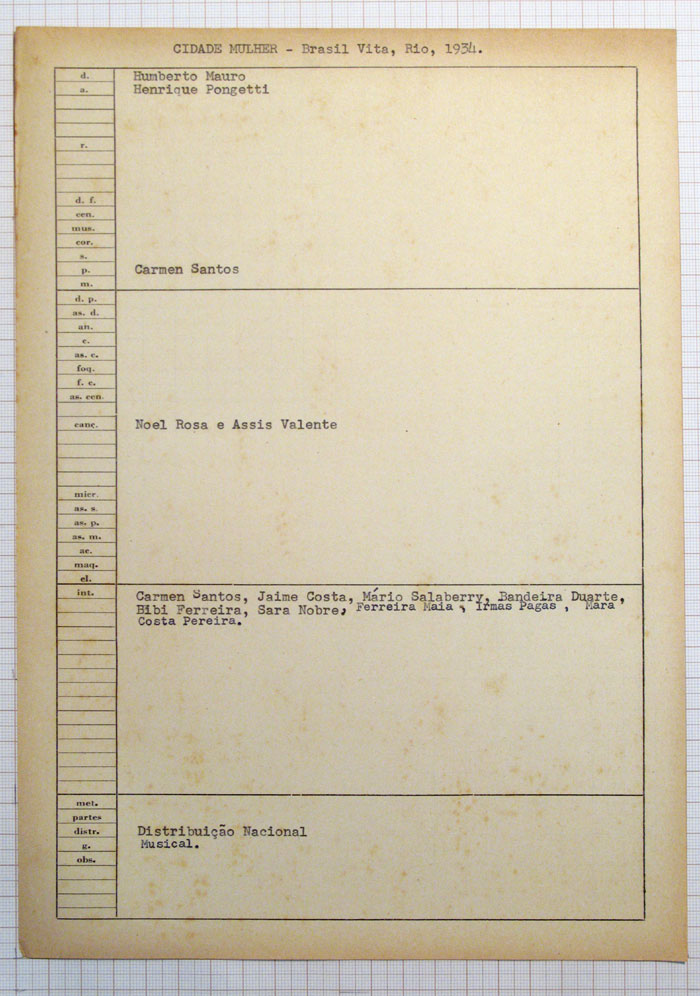 CIDADE MULHER - Brasil Vita, Rio, 1934.
d. Humberto Mauro
a. Henrique Pongetti
r.
d. f.
cen.
mus.
cor.
s.
p. Carmen Santos
m.
d. p.
as. d.
an.
c.
as. c.
foq.
f. c.
as. cen.
canç. Noel Rosa e Assis Valente
micr.
as. s.
as. p.
as. m.
ac.
maq.
el.
int. Carmen Santos, Jaime Costa, Mário Salaberry, Bandeira Duarte,
Bibi Ferreira, Sara Nobre, Ferreira Maia , Irmas Pagas , Mara
Costa Pereira.
met.
partes
distr. Distribuição Nacional
g. Musical.
obs.